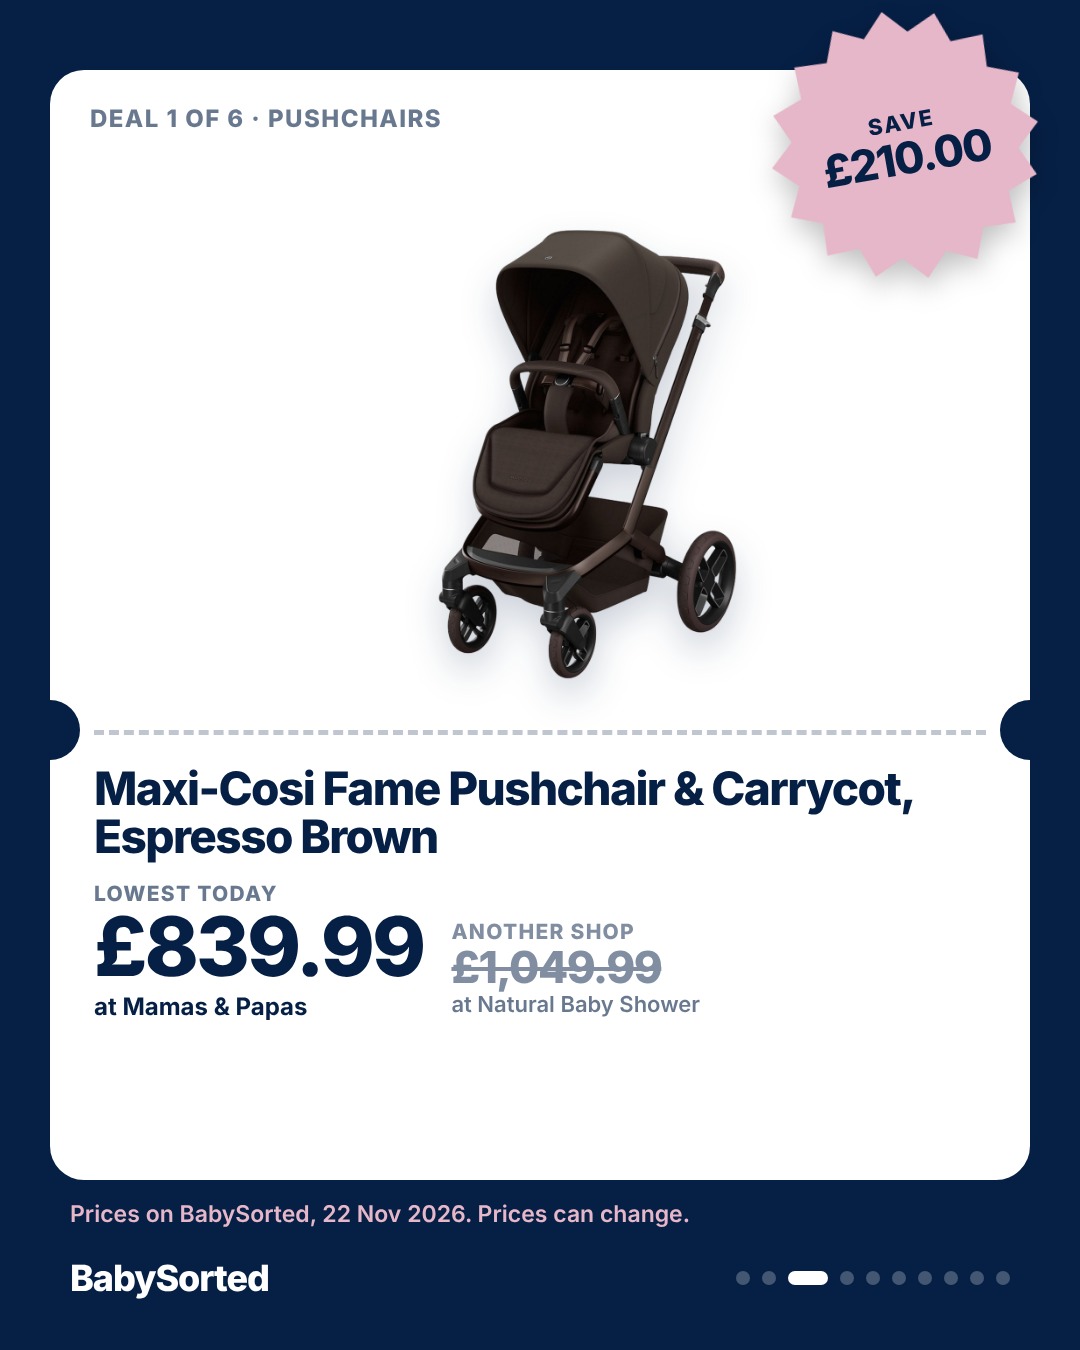 DEAL 1 OF 6 · PUSHCHAIRS
SAVE
£210.00
Maxi-Cosi Fame Pushchair & Carrycot,
Espresso Brown
LOWEST TODAY
£839.99
at Mamas & Papas
ANOTHER SHOP
£1,049.99
at Natural Baby Shower
Prices on BabySorted, 22 Nov 2026. Prices can change.
BabySorted